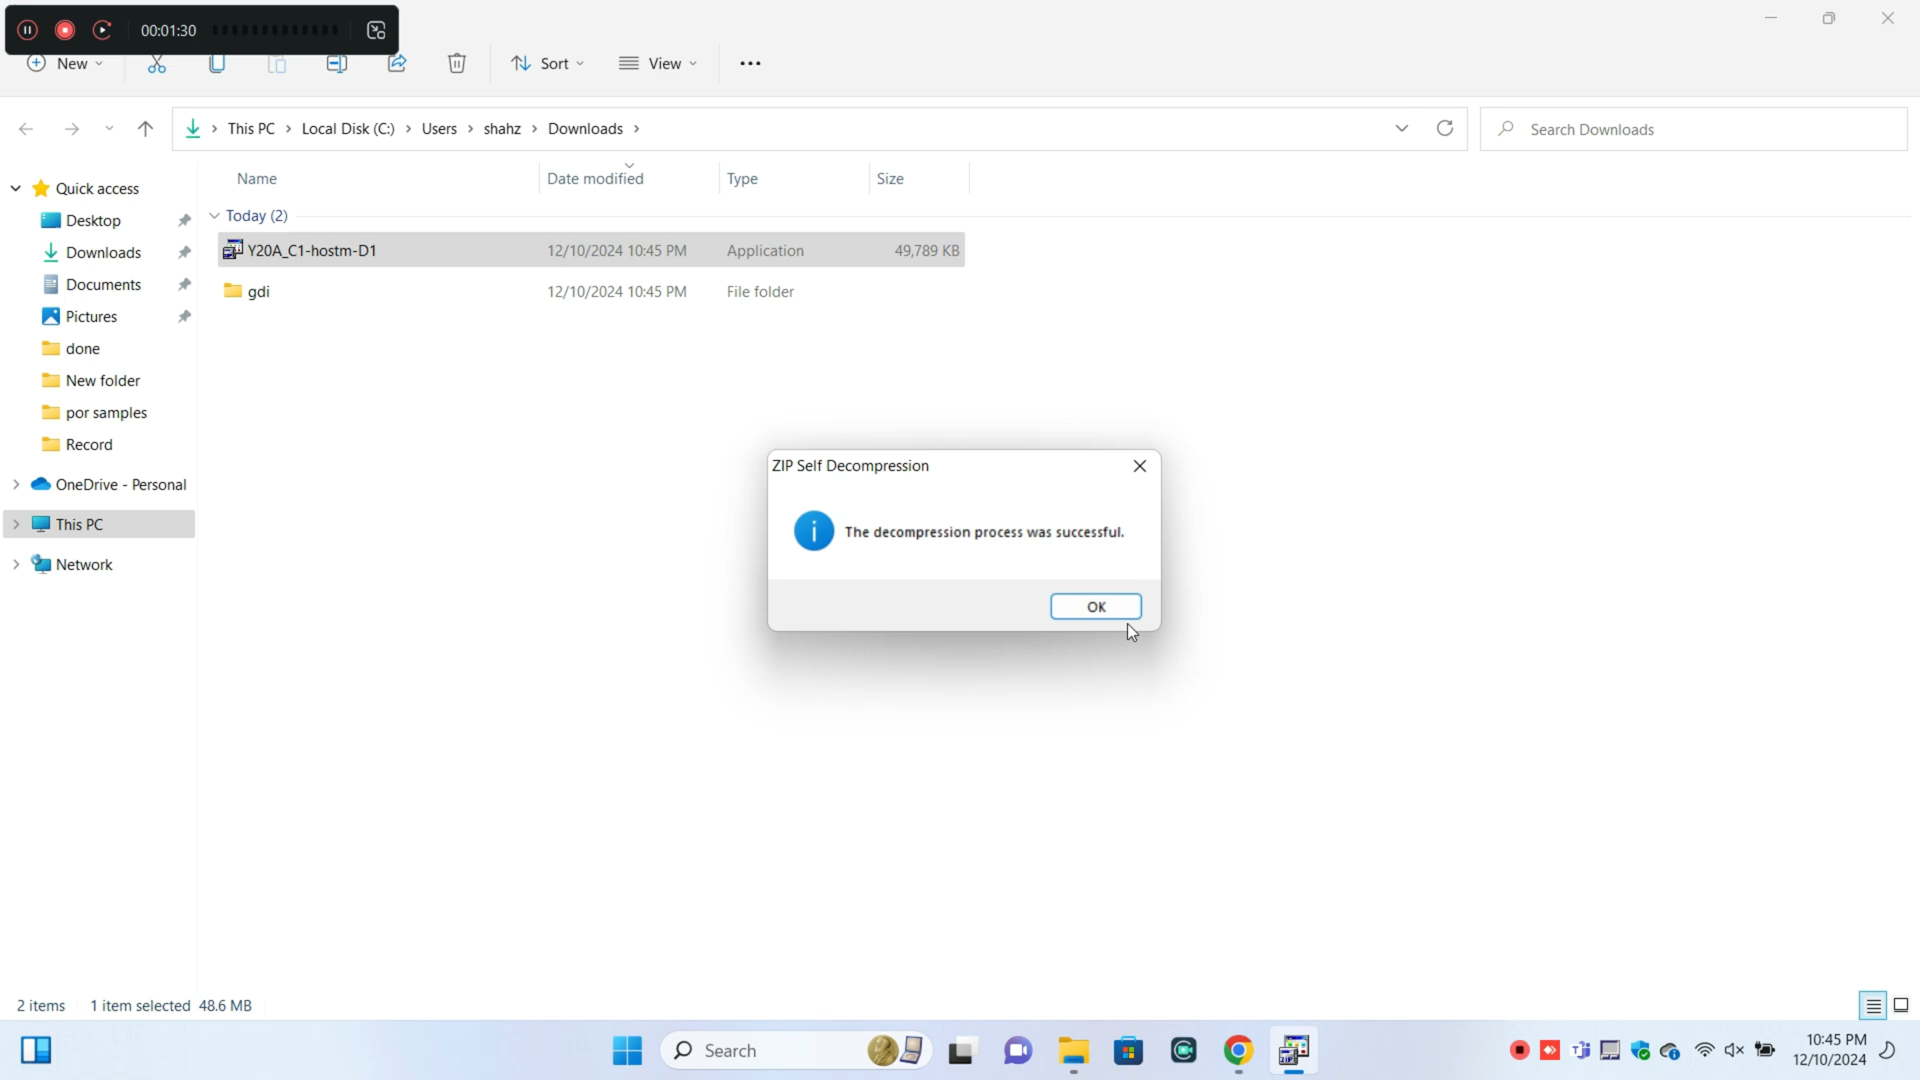 00:01:30
New
Sort
View
This PC
Local Disk (C:)
Users
shahz
Downloads
Search Downloads
Name
Date modified
Type
Size
Quick access
Desktop
Downloads
Documents
Pictures
done
New folder
por samples
Record
OneDrive - Personal
This PC
Network
Today (2)
Y20A_C1-hostm-D1 12/10/2024 10:45 PM Application 49,789 KB
gdi 12/10/2024 10:45 PM File folder
ZIP Self Decompression
The decompression process was successful.
OK
2 items 1 item selected 48.6 MB
Search
ZIP
10:45 PM
12/10/2024